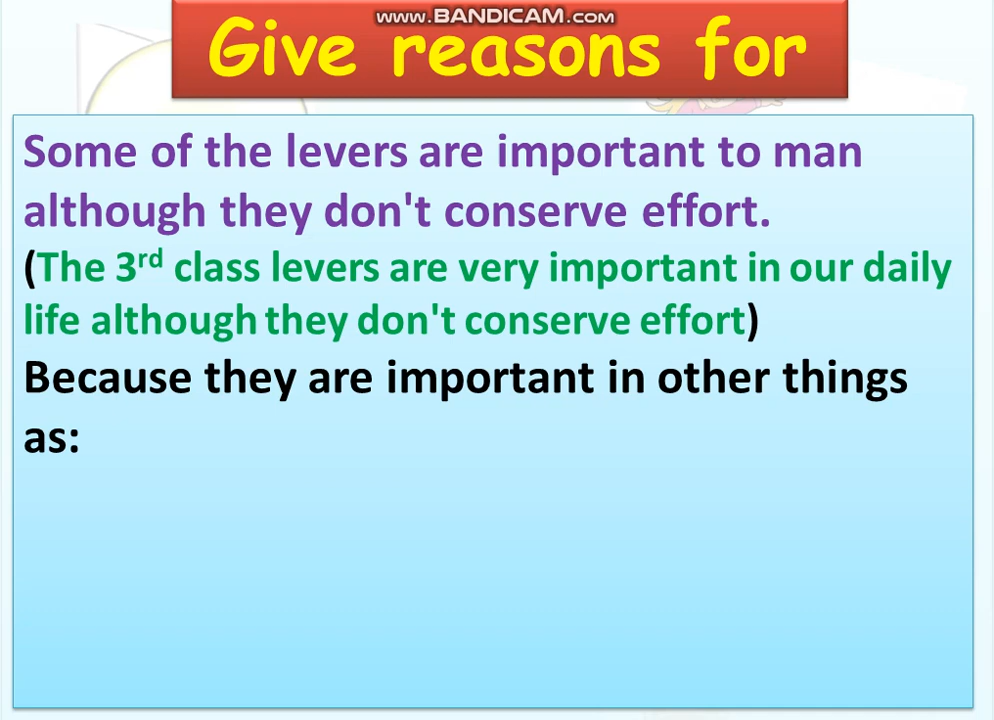 www.BANDICAM.com
Give reasons for
Some of the levers are important to man
although they don't conserve effort.
(The 3rd class levers are very important in our daily
life although they don't conserve effort)
Because they are important in other things
as: